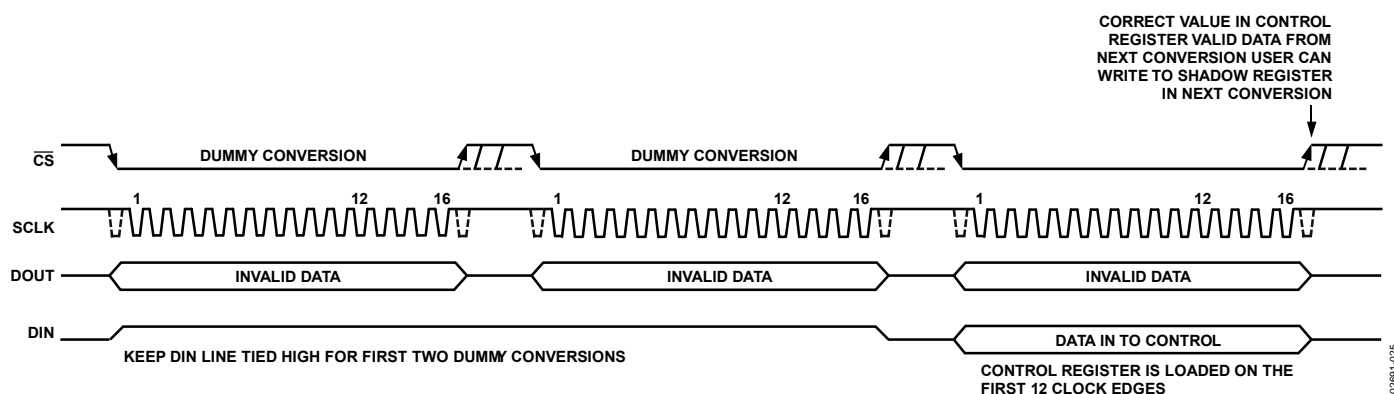 CORRECT VALUE IN CONTROL
REGISTER VALID DATA FROM
NEXT CONVERSION USER CAN
WRITE TO SHADOW REGISTER
IN NEXT CONVERSION
CS DUMMY CONVERSION DUMMY CONVERSION
1 12 16 1 12 16 1 12 16
SCLK
DOUT INVALID DATA INVALID DATA INVALID DATA
DIN DATA IN TO CONTROL
KEEP DIN LINE TIED HIGH FOR FIRST TWO DUMMY CONVERSIONS
CONTROL REGISTER IS LOADED ON THE
FIRST 12 CLOCK EDGES
02691-025